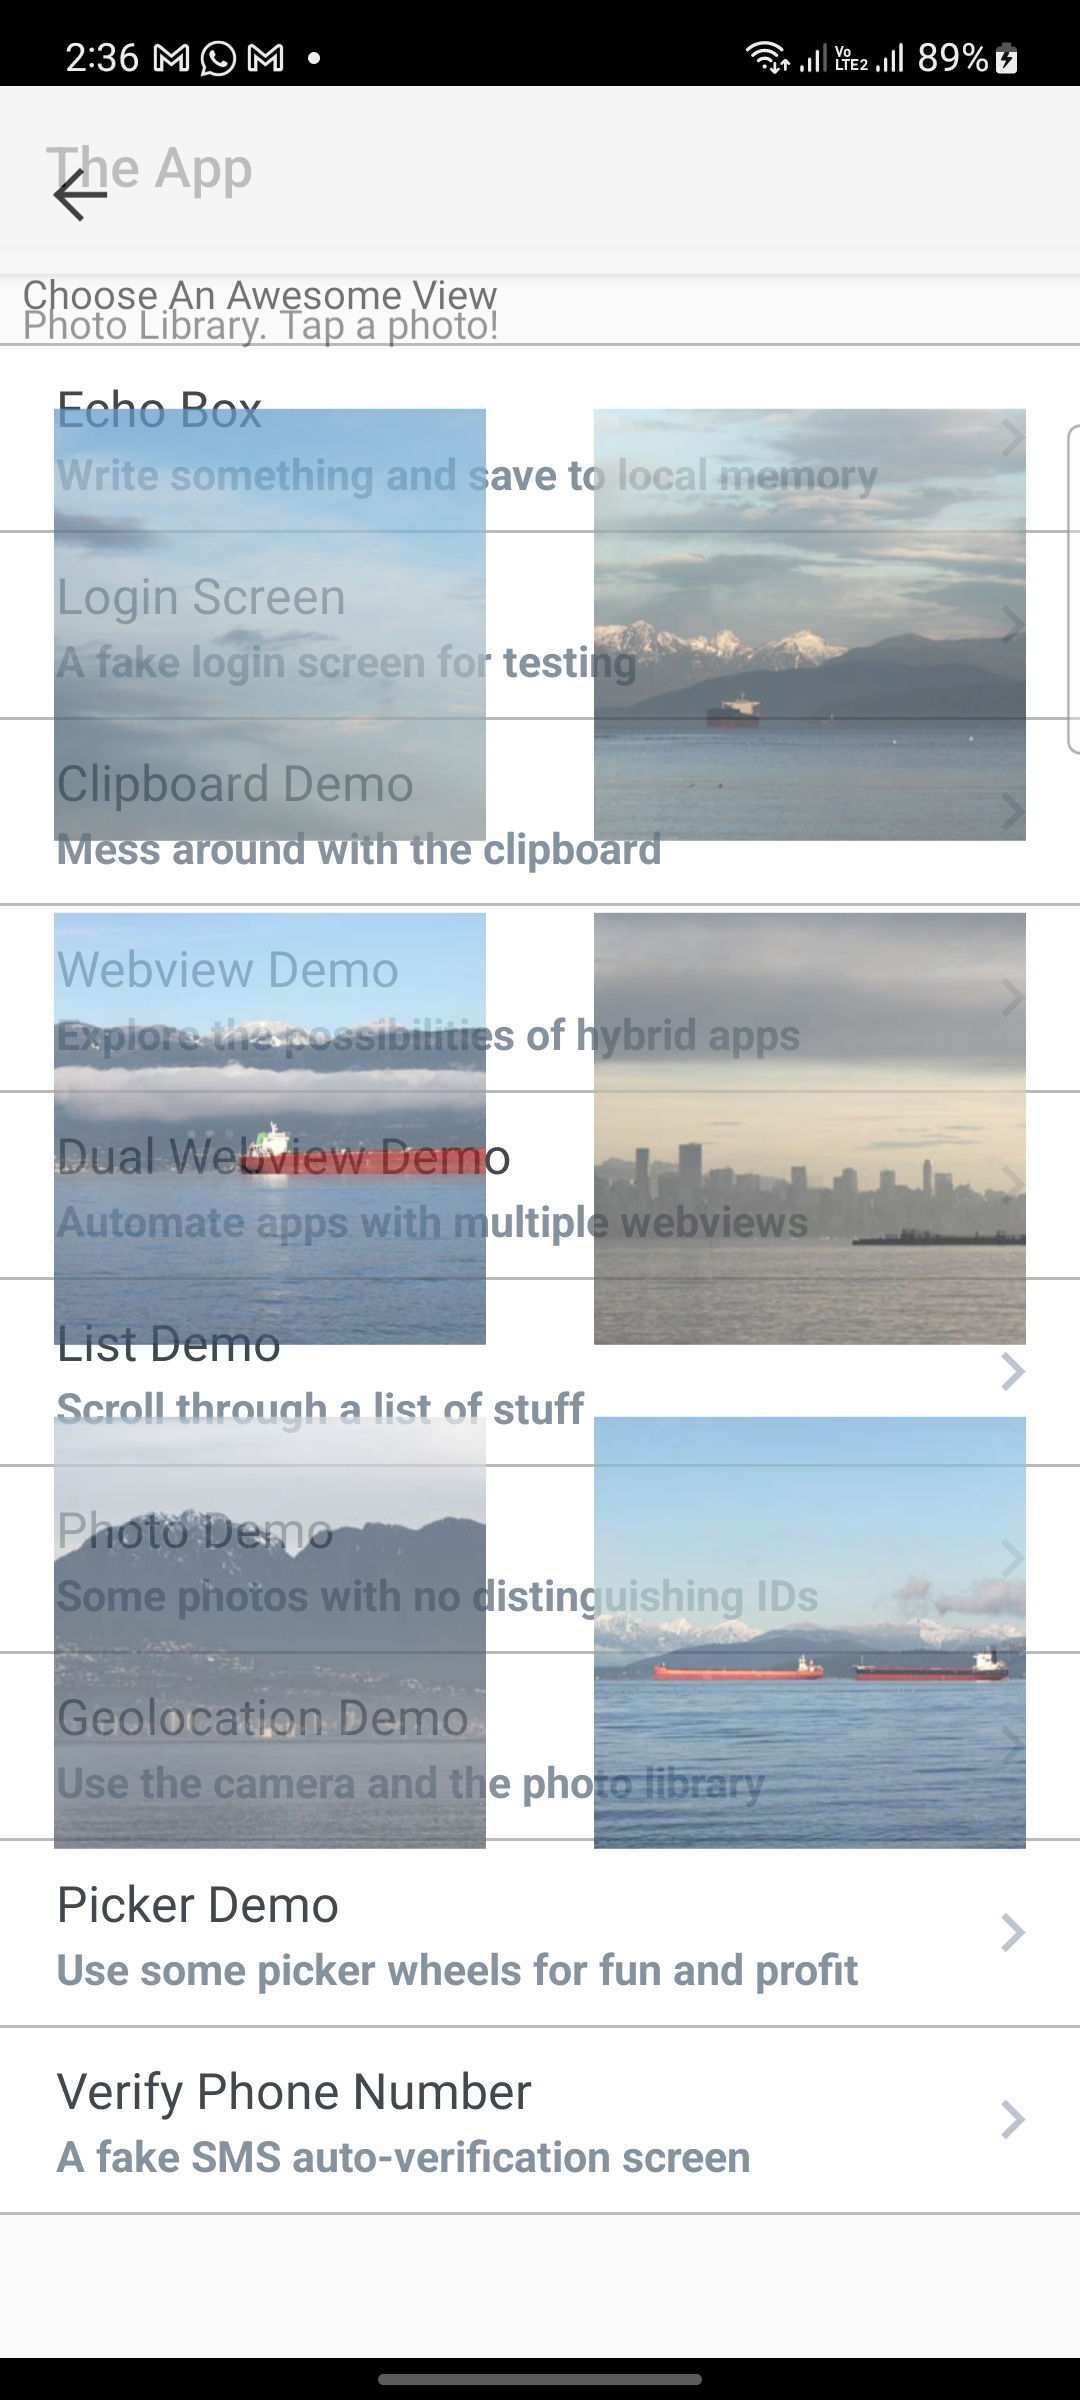 2:36
Vo
LTE2
89%
The App
Choose An Awesome View
Photo Library. Tap a photo!
Echo Box
Write something and save to local memory
Login Screen
A fake login screen for testing
Clipboard Demo
Mess around with the clipboard
Webview Demo
Explore the possibilities of hybrid apps
Dual Webview Demo
Automate apps with multiple webviews
List Demo
Scroll through a list of stuff
Photo Demo
Some photos with no distinguishing IDs
Geolocation Demo
Use the camera and the photo library
Picker Demo
Use some picker wheels for fun and profit
Verify Phone Number
A fake SMS auto-verification screen